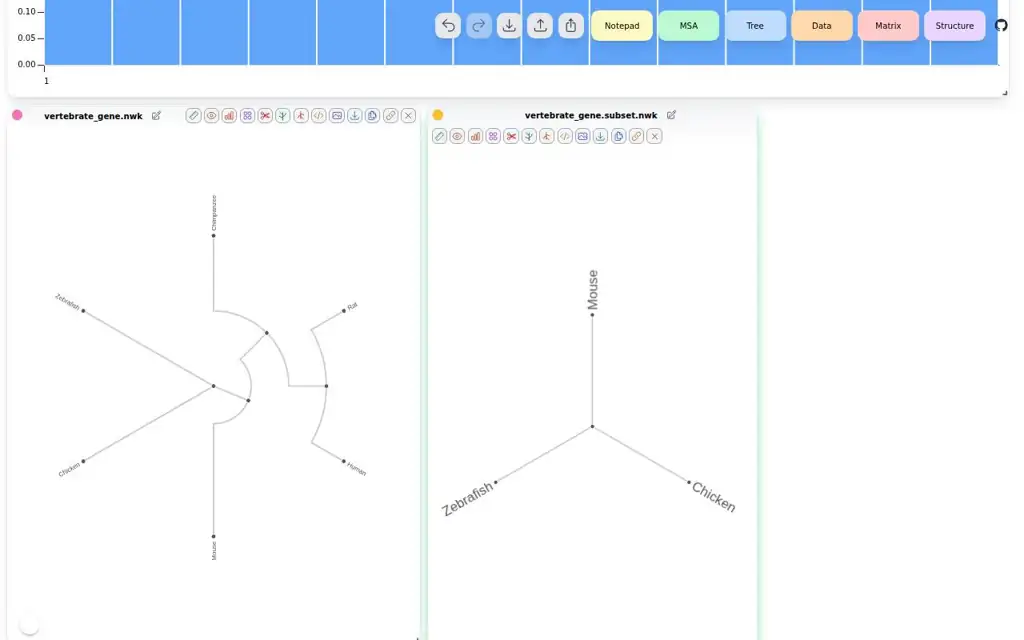 0.10
0.05
0.00
1
Notepad
MSA
Tree
Data
Matrix
Structure
vertebrate_gene.nwk
Chimpanzee
Zebrafish
Rat
Chicken
Human
Mouse
vertebrate_gene.subset.nwk
Mouse
Zebrafish
Chicken